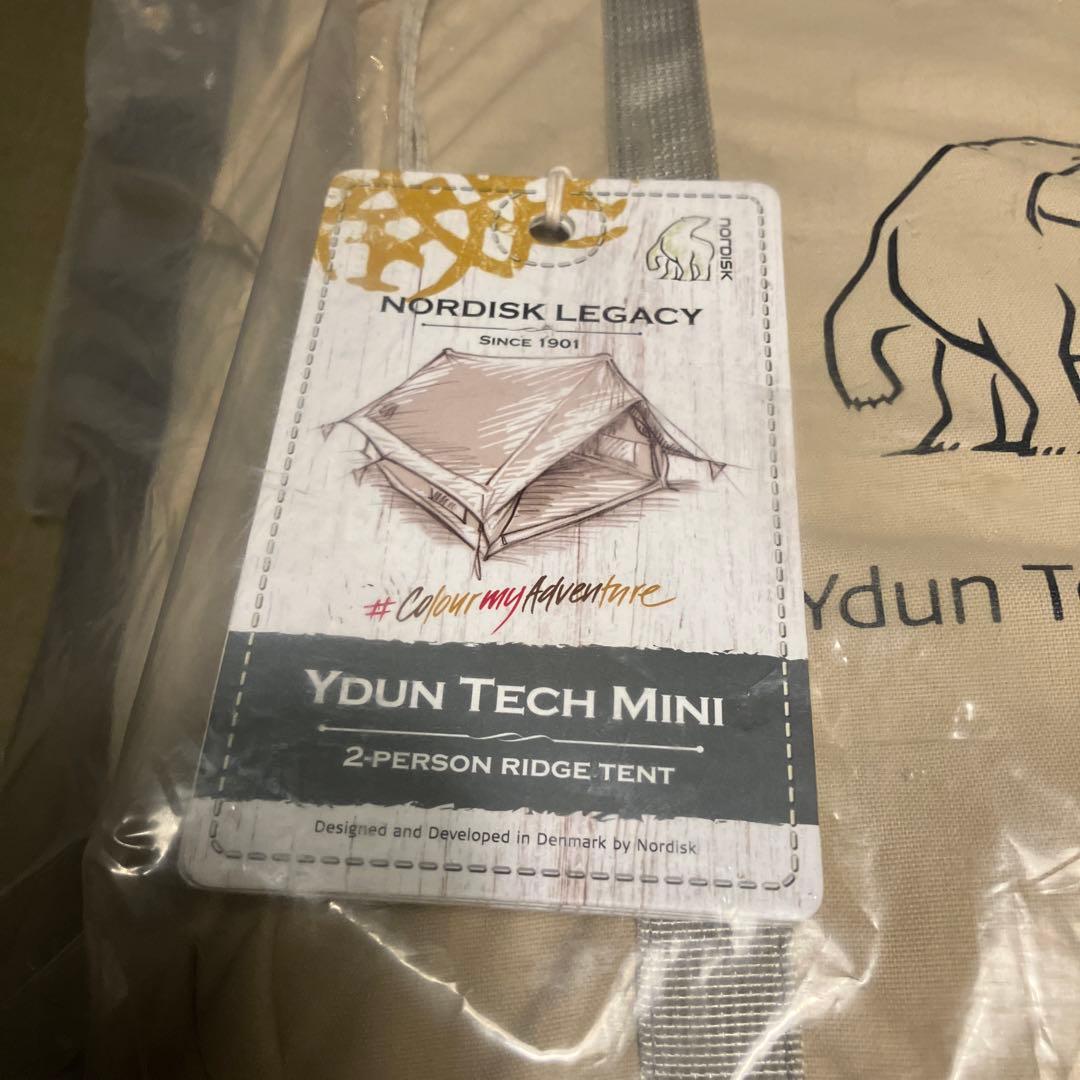 nordisk
NORDISK LEGACY
SINCE 1901
#ColourmyAdventure
YDUN TECH MINI
2-PERSON RIDGE TENT
Designed and Developed in Denmark by Nordisk
Ydun Te